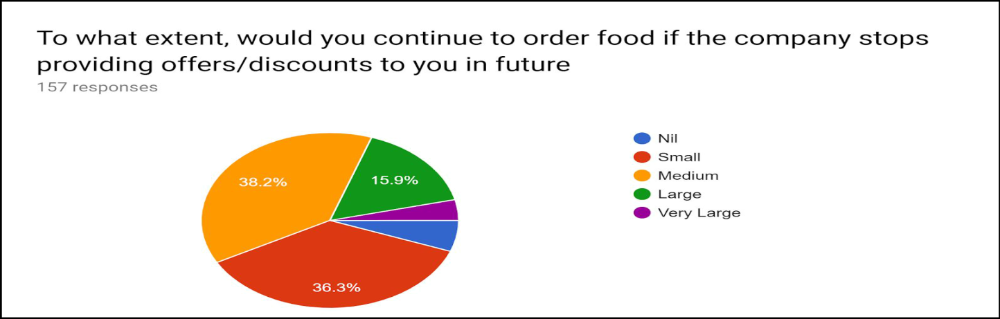 To what extent, would you continue to order food if the company stops
providing offers/discounts to you in future
157 responses
38.2%
15.9%
36.3%
Nil
Small
Medium
Large
Very Large